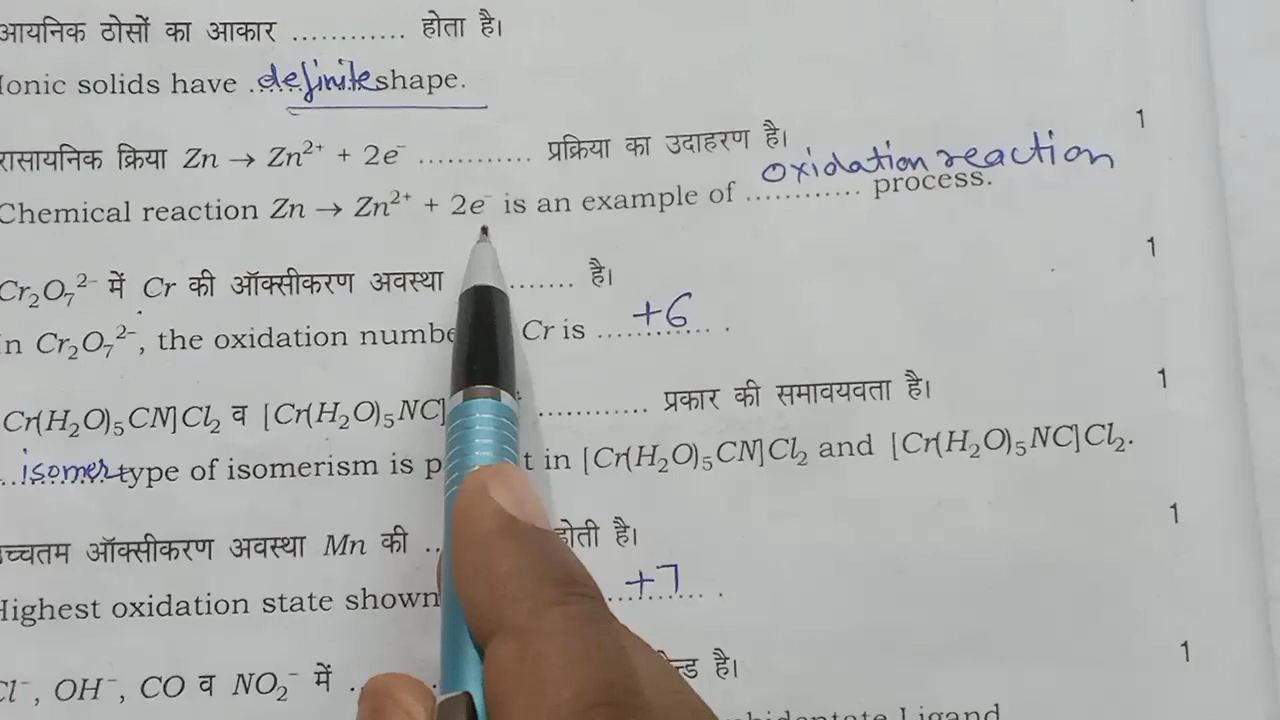 आयनिक ठोसों का आकार ............ होता है।
Ionic solids have ..definite shape.
रासायनिक क्रिया Zn → Zn²⁺ + 2e⁻ ............ प्रक्रिया का उदाहरण है। 1
Chemical reaction Zn → Zn²⁺ + 2e⁻ is an example of ............ process. oxidation reaction
Cr₂O₇²⁻ में Cr की ऑक्सीकरण अवस्था ....... है। 1
In Cr₂O₇²⁻, the oxidation Cr is ...+6... .
Cr(H₂O)₅CN]Cl₂ व [Cr(H₂O)₅NC] ............ प्रकार की समावयवता है। 1
..isomer type of isomerism is in [Cr(H₂O)₅CN]Cl₂ and [Cr(H₂O)₅NC]Cl₂.
उच्चतम ऑक्सीकरण अवस्था Mn की .. होती है। 1
Highest oxidation state shown ..+7.... .
Cl⁻, OH⁻, CO व NO₂⁻ में .. है। 1
Ligand